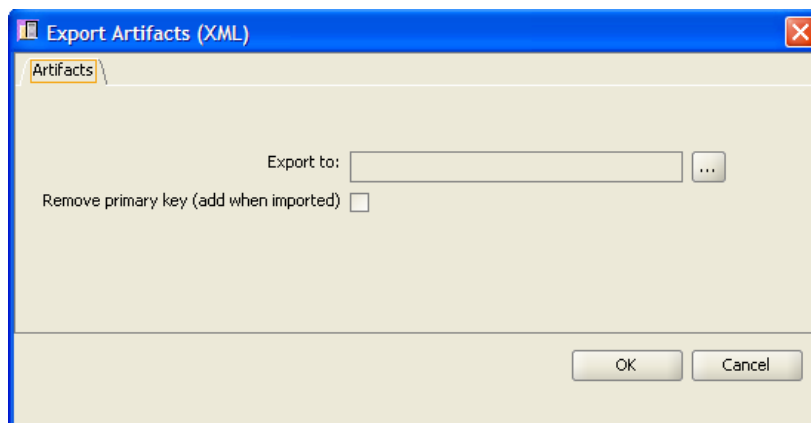 Export Artifacts (XML)
Artifacts
Export to:
...
Remove primary key (add when imported)
OK
Cancel